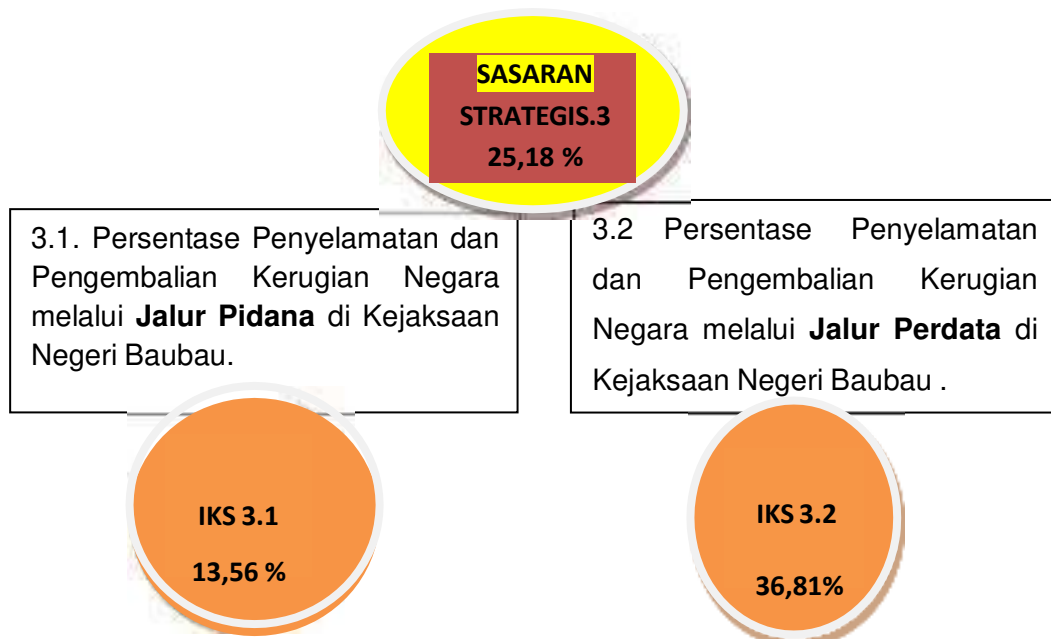 SASARAN
STRATEGIS.3
25,18 %
3.1. Persentase Penyelamatan dan
Pengembalian Kerugian Negara
melalui Jalur Pidana di Kejaksaan
Negeri Baubau.
3.2 Persentase Penyelamatan
dan Pengembalian Kerugian
Negara melalui Jalur Perdata di
Kejaksaan Negeri Baubau .
IKS 3.1
13,56 %
IKS 3.2
36,81%